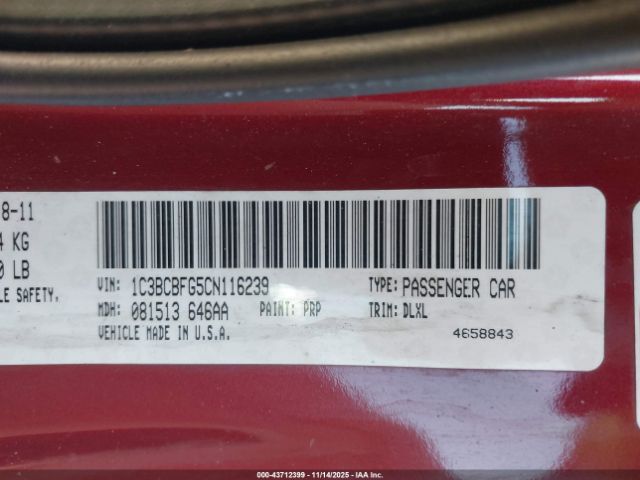 8-11
4 KG
0 LB
LE SAFETY.
VIN: 1C3BCBFG5CN116239 TYPE: PASSENGER CAR
MDH: 081513 646AA PAINT: PRP TRIM: DLXL
VEHICLE MADE IN U.S.A.
4658843
00-43712399 | 11/14/2025 | IAA Inc.